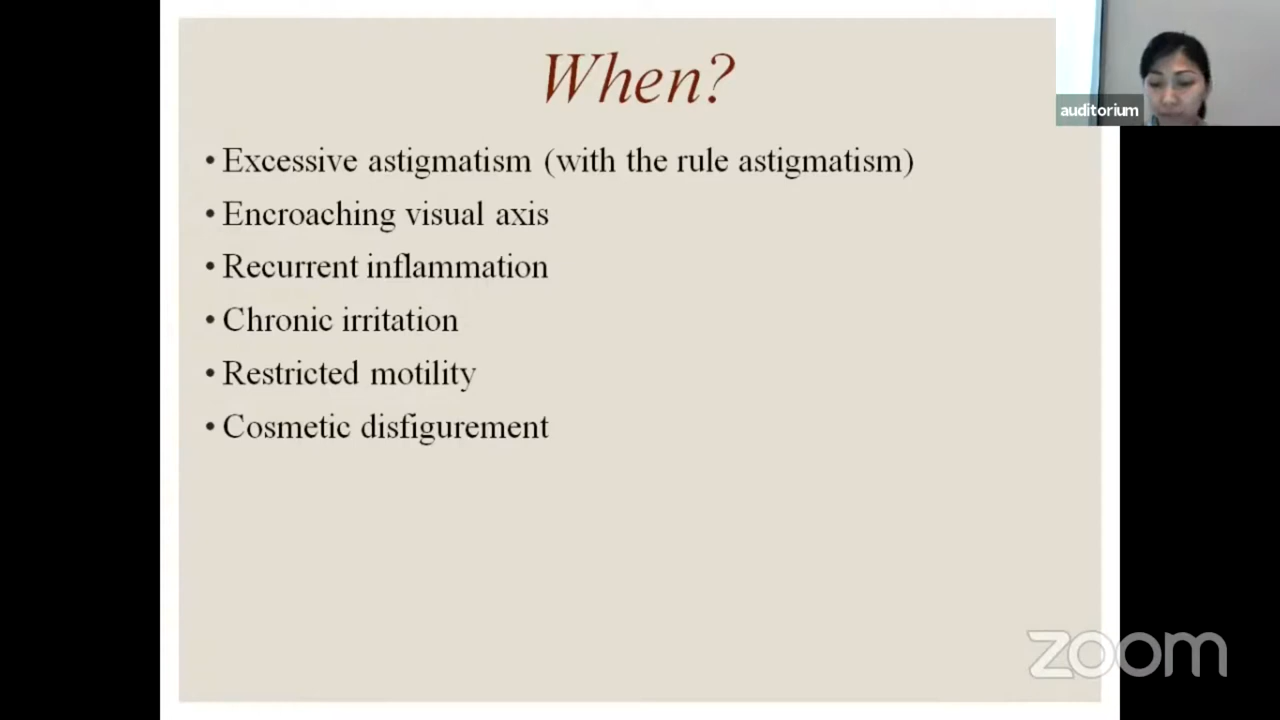 When?
auditorium
• Excessive astigmatism (with the rule astigmatism)
• Encroaching visual axis
• Recurrent inflammation
• Chronic irritation
• Restricted motility
• Cosmetic disfigurement
zoom